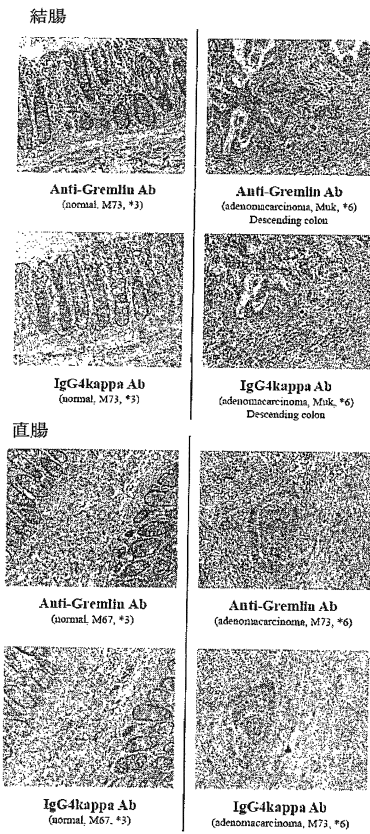 結腸
Anti-Gremlin Ab
(normal, M73, *3)
Anti-Gremlin Ab
(adenomacarcinoma, Muk, *6)
Descending colon
IgG4kappa Ab
(normal, M73, *3)
IgG4kappa Ab
(adenomacarcinoma, Muk, *6)
Descending colon
直腸
Anti-Gremlin Ab
(normal, M67, *3)
Anti-Gremlin Ab
(adenomacarcinoma, M73, *6)
IgG4kappa Ab
(normal, M67, *3)
IgG4kappa Ab
(adenomacarcinoma, M73, *6)